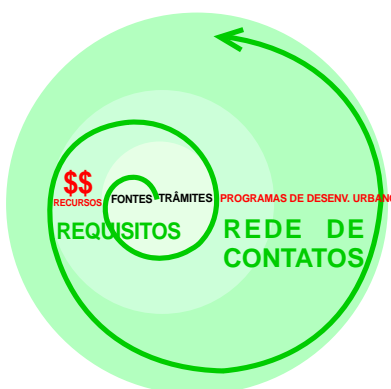 $$
RECURSOS
FONTES
TRÂMITES
PROGRAMAS DE DESENV. URBANO
REQUISITOS
REDE DE
CONTATOS